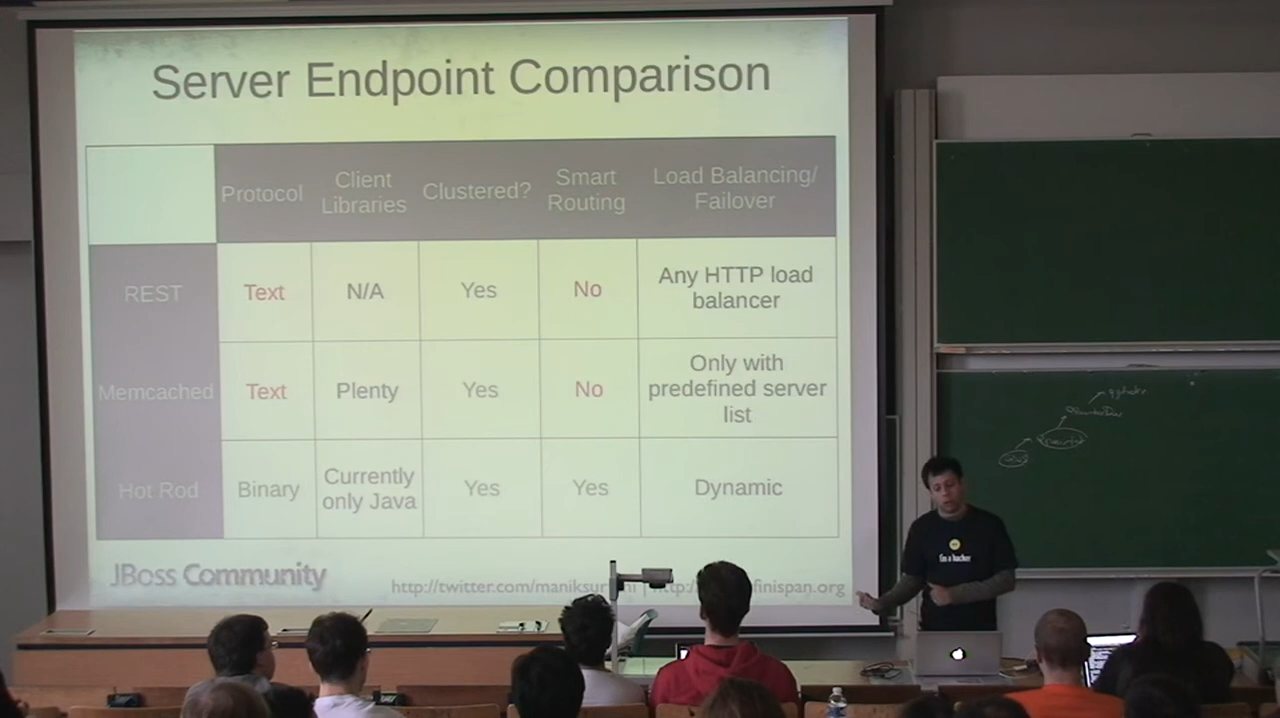 Server Endpoint Comparison
Protocol
Client
Libraries
Clustered?
Smart
Routing
Load Balancing/
Failover
REST
Text
N/A
Yes
No
Any HTTP load
balancer
Memcached
Text
Plenty
Yes
No
Only with
predefined server
list
Hot Rod
Binary
Currently
only Java
Yes
Yes
Dynamic
JBoss Community
http://twitter.com/maniksur
finispan.org
I'm a hacker